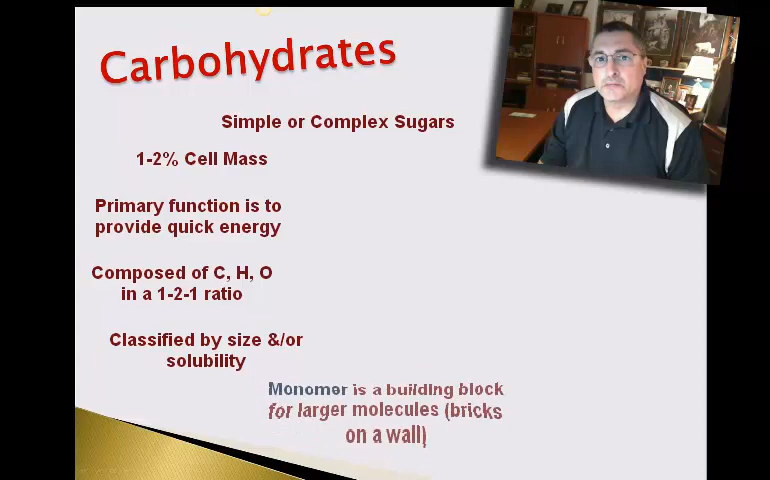 Carbohydrates
Simple or Complex Sugars
1-2% Cell Mass
Primary function is to
provide quick energy
Composed of C, H, O
in a 1-2-1 ratio
Classified by size &/or
solubility
Monomer is a building block
for larger molecules (bricks
on a wall)